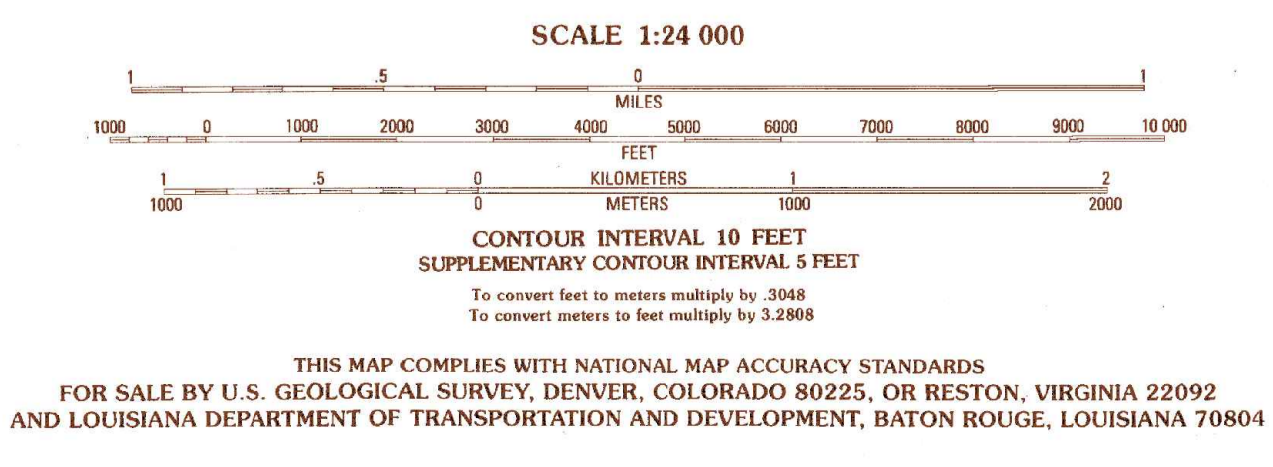 SCALE 1:24 000
1 .5 0 1
MILES
1000 0 1000 2000 3000 4000 5000 6000 7000 8000 9000 10 000
FEET
1 .5 0 KILOMETERS 1 2
1000 0 METERS 1000 2000
CONTOUR INTERVAL 10 FEET
SUPPLEMENTARY CONTOUR INTERVAL 5 FEET
To convert feet to meters multiply by .3048
To convert meters to feet multiply by 3.2808
THIS MAP COMPLIES WITH NATIONAL MAP ACCURACY STANDARDS
FOR SALE BY U.S. GEOLOGICAL SURVEY, DENVER, COLORADO 80225, OR RESTON, VIRGINIA 22092
AND LOUISIANA DEPARTMENT OF TRANSPORTATION AND DEVELOPMENT, BATON ROUGE, LOUISIANA 70804